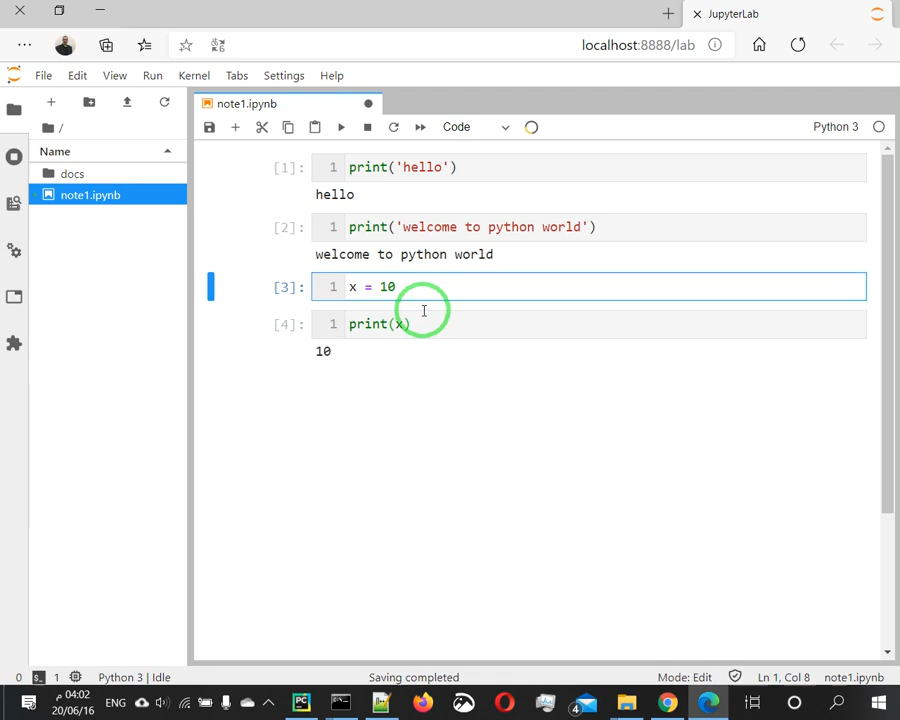 JupyterLab
localhost:8888/lab
File Edit View Run Kernel Tabs Settings Help
note1.ipynb
Code
Python 3
/
Name
docs
note1.ipynb
[1]: 1 print('hello')
hello
[2]: 1 print('welcome to python world')
welcome to python world
[3]: 1 x = 10
[4]: 1 print(x)
10
0 $_ 1 Python 3 | Idle Saving completed Mode: Edit Ln 1, Col 8 note1.ipynb
04:02 م
20/06/16
ENG
PC
4